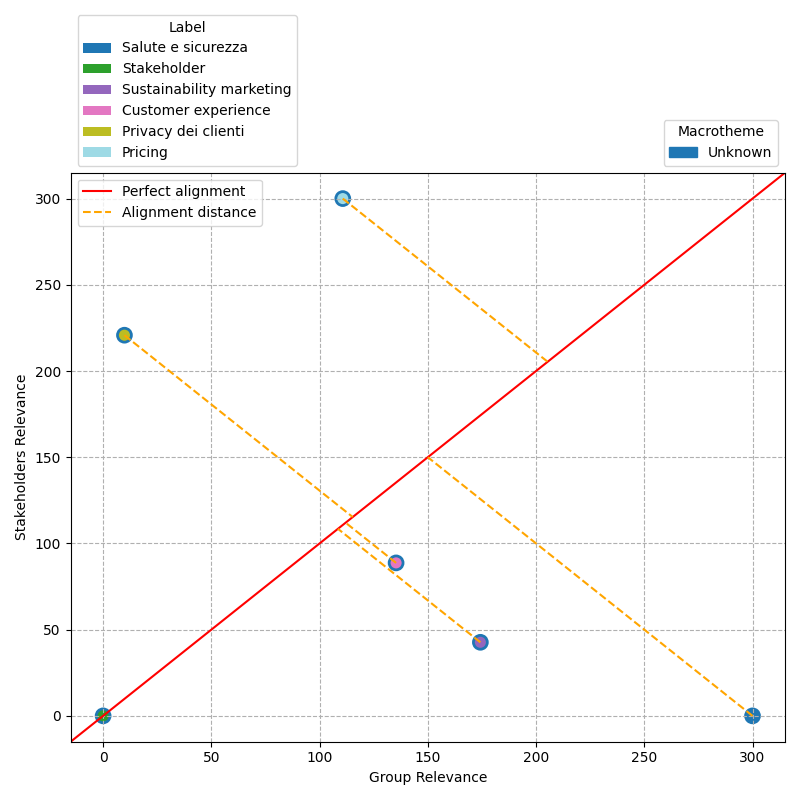 Label
Salute e sicurezza
Stakeholder
Sustainability marketing
Customer experience
Privacy dei clienti
Pricing
Macrotheme
Unknown
Perfect alignment
Alignment distance
300
250
200
150
100
50
0
Stakeholders Relevance
0 50 100 150 200 250 300
Group Relevance